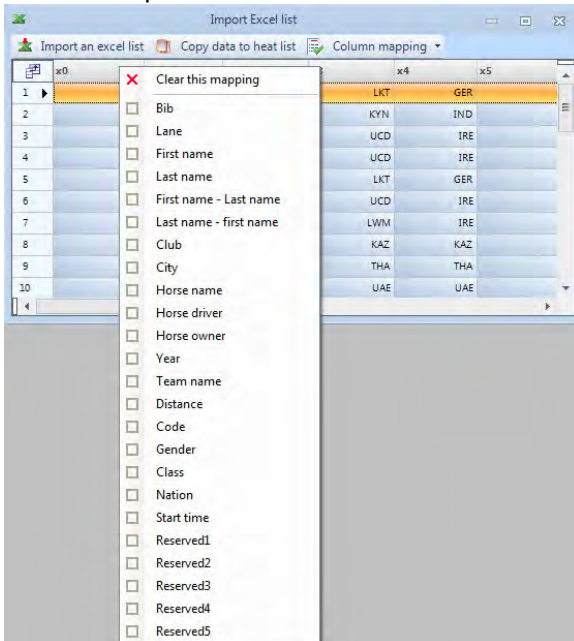 Import Excel list
Import an excel list Copy data to heat list Column mapping
x0 x4 x5
1 LKT GER
2 KYN IND
3 UCD IRE
4 UCD IRE
5 LKT GER
6 UCD IRE
7 LWM IRE
8 KAZ KAZ
9 THA THA
10 UAE UAE
Clear this mapping
Bib
Lane
First name
Last name
First name - Last name
Last name - first name
Club
City
Horse name
Horse driver
Horse owner
Year
Team name
Distance
Code
Gender
Class
Nation
Start time
Reserved1
Reserved2
Reserved3
Reserved4
Reserved5